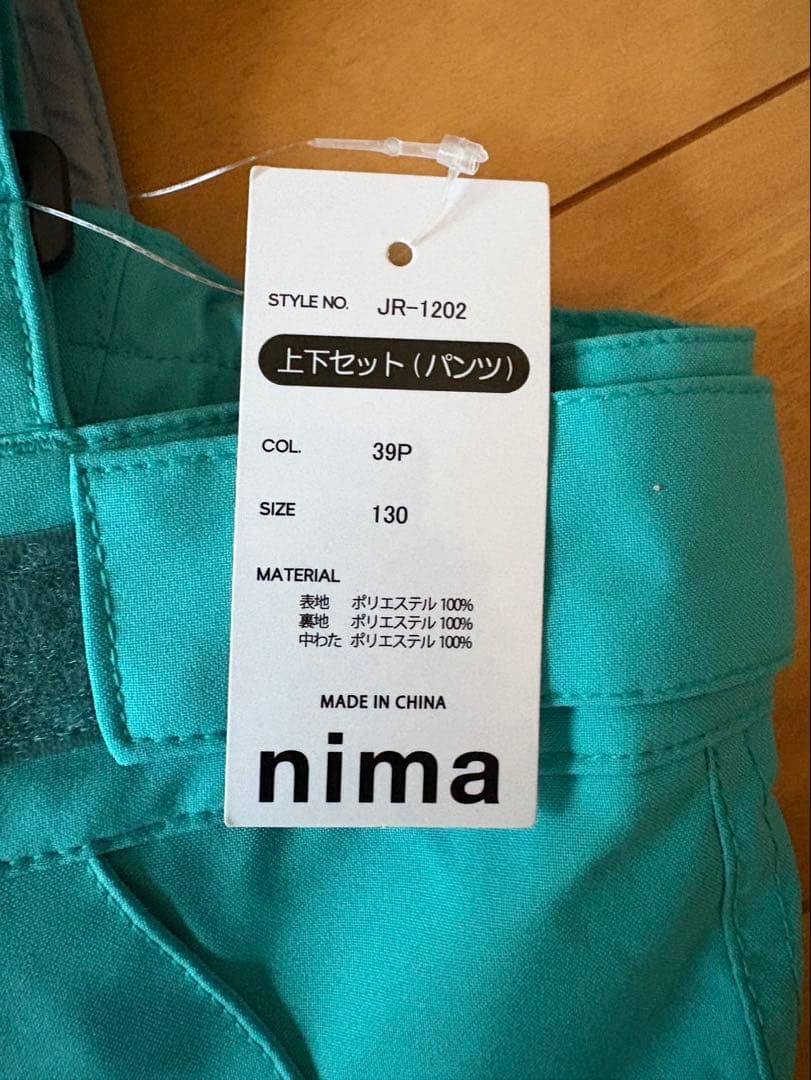 STYLE NO. JR-1202
上下セット(パンツ)
COL. 39P
SIZE 130
MATERIAL
表地 ポリエステル 100%
裏地 ポリエステル 100%
中わた ポリエステル 100%
MADE IN CHINA
nima